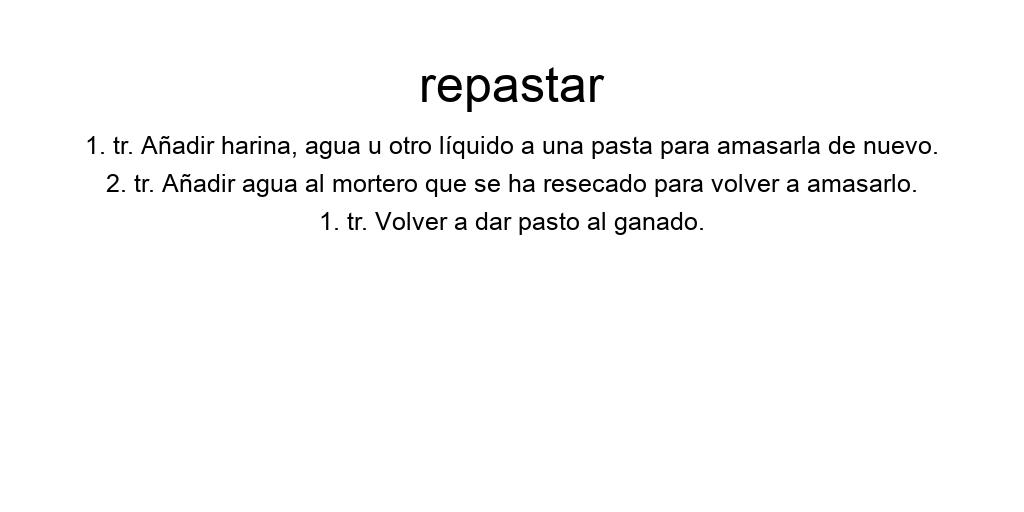 repastar
1. tr. Añadir harina, agua u otro líquido a una pasta para amasarla de nuevo.
2. tr. Añadir agua al mortero que se ha resecado para volver a amasarlo.
1. tr. Volver a dar pasto al ganado.